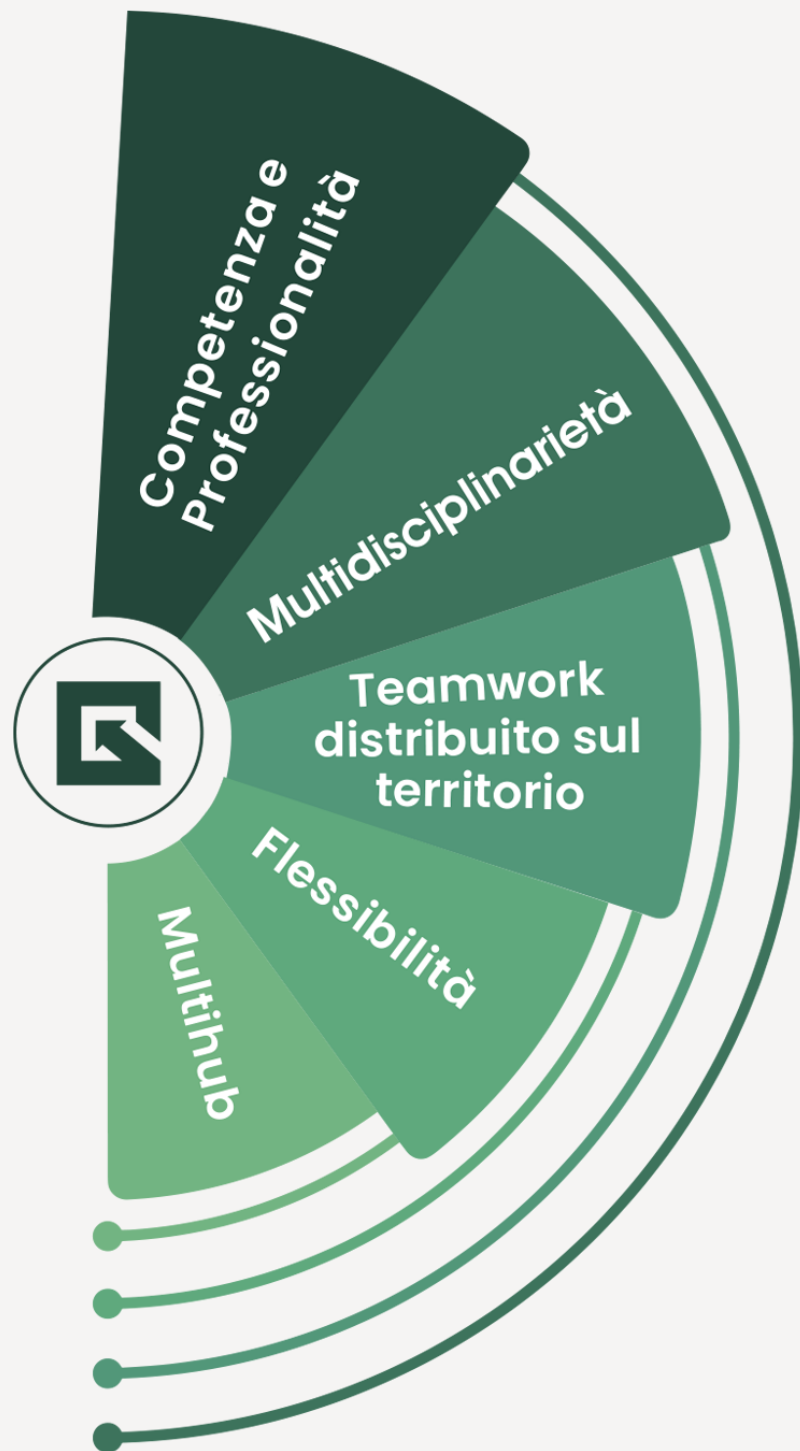 Competenza e
Professionalità
Multidisciplinarietà
Teamwork
distribuito sul
territorio
Flessibilità
Multihub